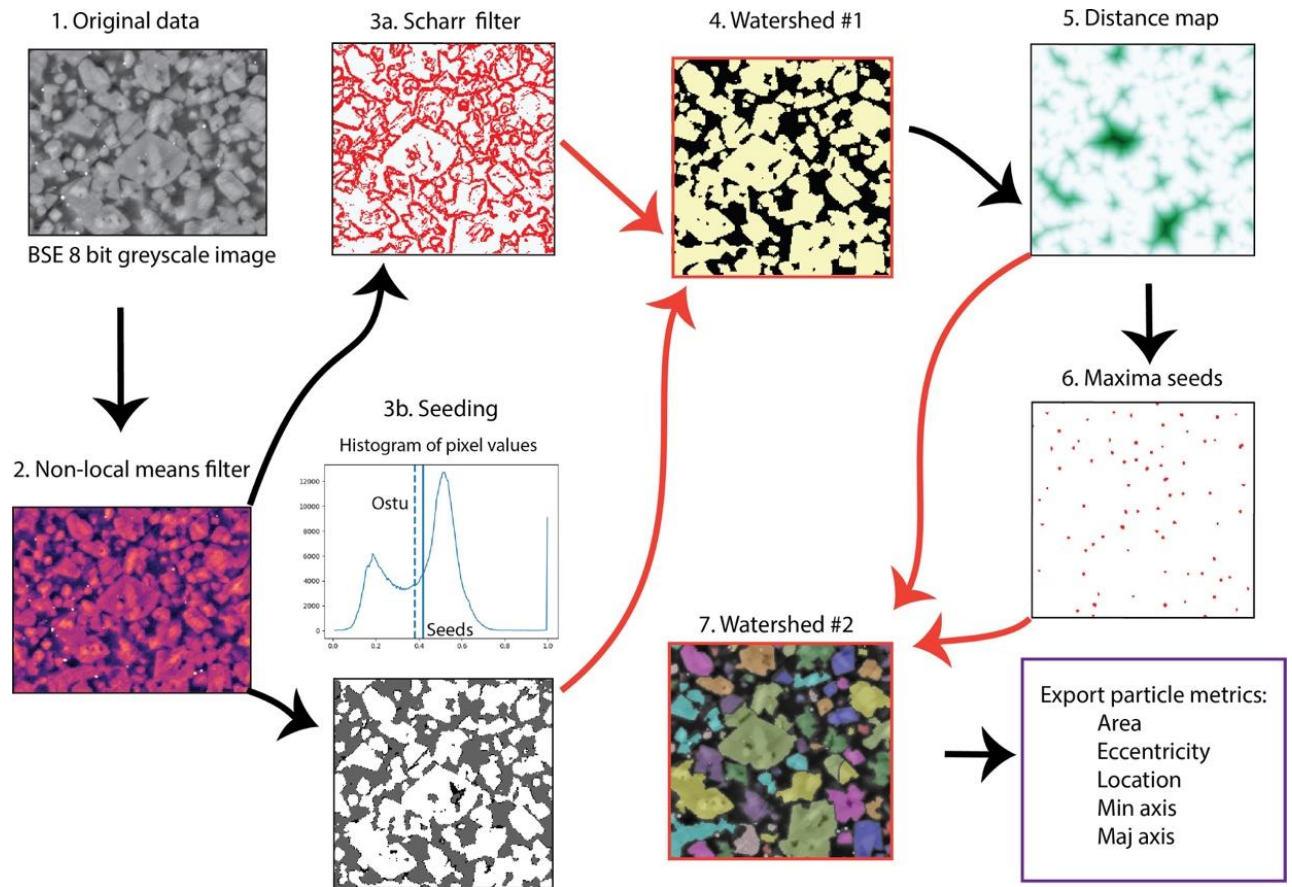 1. Original data
BSE 8 bit greyscale image
2. Non-local means filter
3a. Scharr filter
3b. Seeding
Histogram of pixel values
12000
10000
8000
6000
4000
2000
0
0.0 0.2 0.4 0.6 0.8 1.0
Ostu
Seeds
4. Watershed #1
5. Distance map
6. Maxima seeds
7. Watershed #2
Export particle metrics:
Area
Eccentricity
Location
Min axis
Maj axis